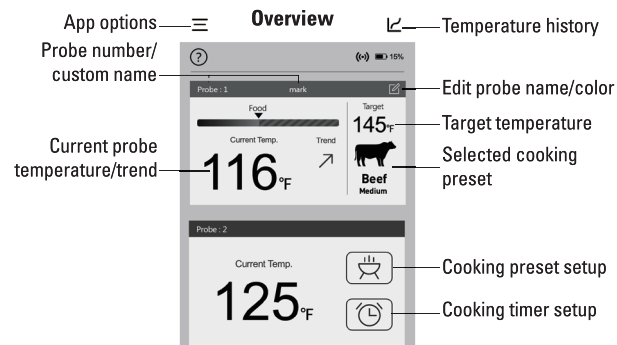 App options
Overview
Temperature history
Probe number/
custom name
?
15%
Probe : 1
mark
Edit probe name/color
Food
Target
145°F
Target temperature
Current probe
temperature/trend
Current Temp.
Trend
116°F
Selected cooking
preset
Beef
Medium
Probe : 2
Current Temp.
125°F
Cooking preset setup
Cooking timer setup